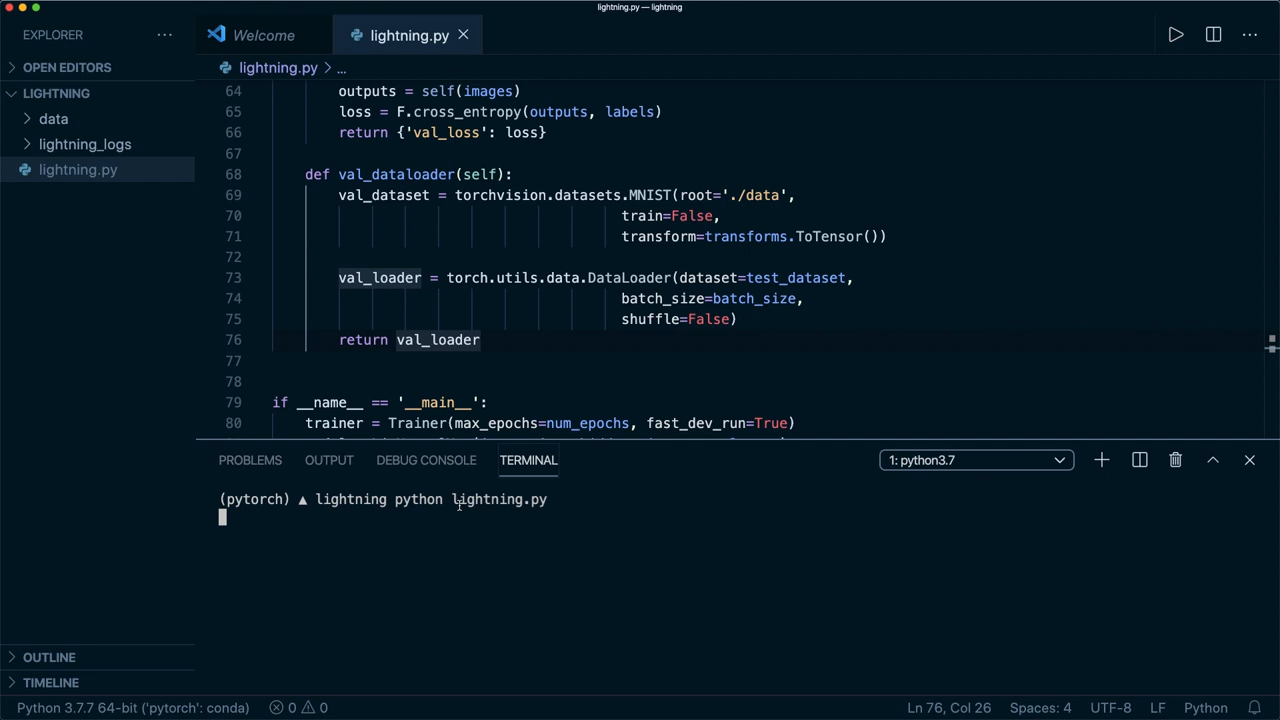 lightning.py — lightning
EXPLORER
Welcome
lightning.py
OPEN EDITORS
lightning.py > ...
LIGHTNING
data
lightning_logs
lightning.py
64 outputs = self(images)
65 loss = F.cross_entropy(outputs, labels)
66 return {'val_loss': loss}
67
68 def val_dataloader(self):
69 val_dataset = torchvision.datasets.MNIST(root='./data',
70 train=False,
71 transform=transforms.ToTensor())
72
73 val_loader = torch.utils.data.DataLoader(dataset=test_dataset,
74 batch_size=batch_size,
75 shuffle=False)
76 return val_loader
77
78
79 if __name__ == '__main__':
80 trainer = Trainer(max_epochs=num_epochs, fast_dev_run=True)
PROBLEMS OUTPUT DEBUG CONSOLE TERMINAL 1: python3.7
(pytorch) ▲ lightning python lightning.py
OUTLINE
TIMELINE
Python 3.7.7 64-bit ('pytorch': conda) 0 0 Ln 76, Col 26 Spaces: 4 UTF-8 LF Python